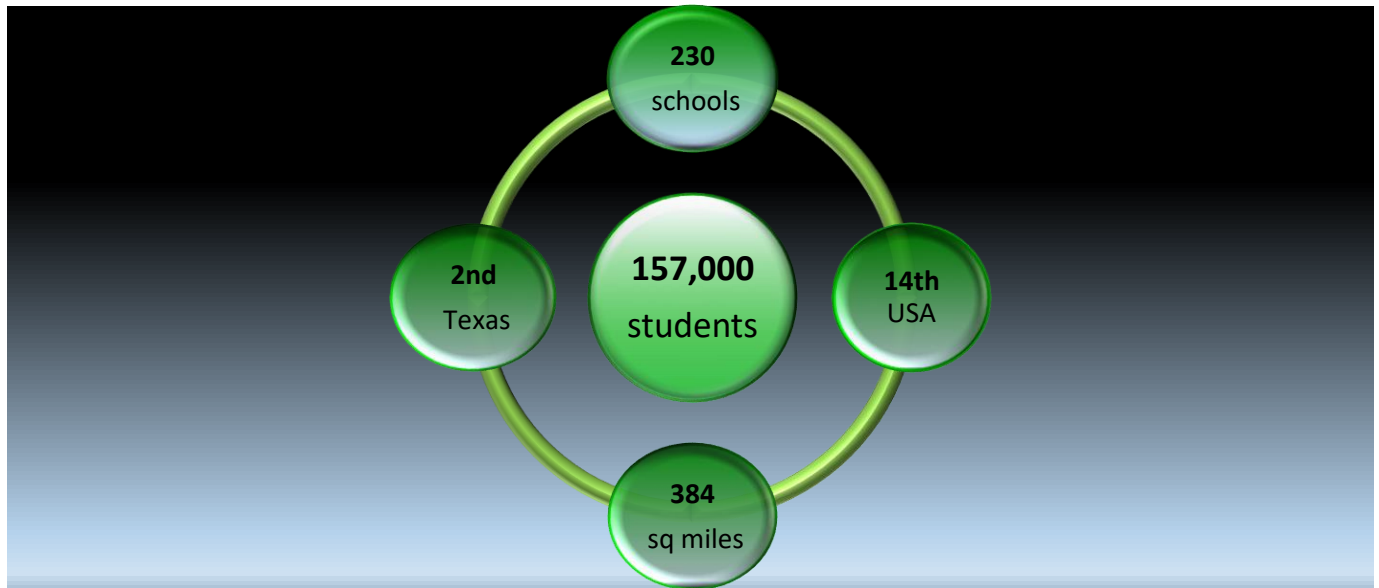 230
schools
2nd
Texas
157,000
students
14th
USA
384
sq miles